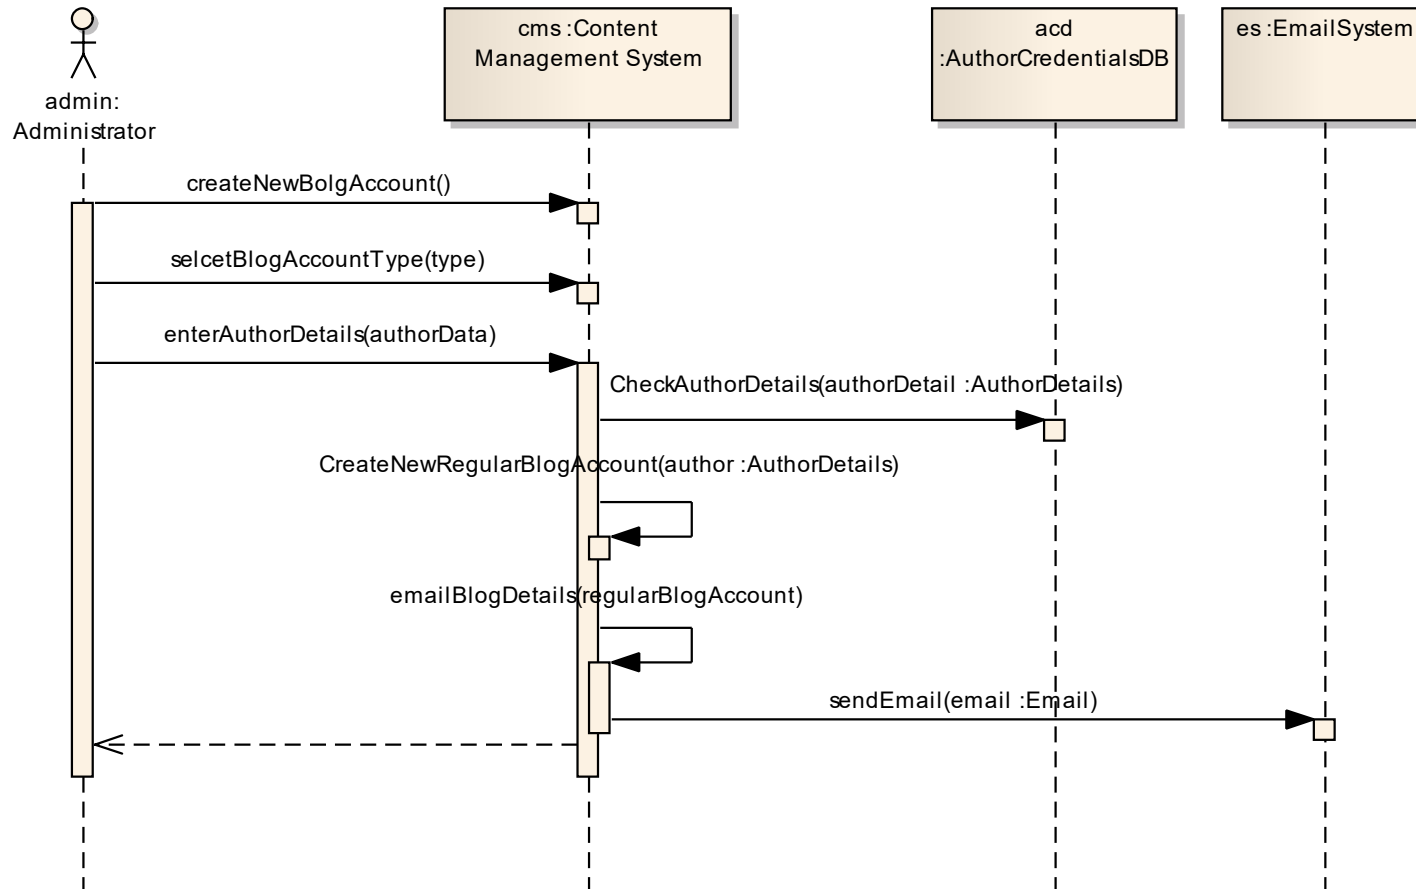 cms :Content
Management System
acd
:AuthorCredentialsDB
es :EmailSystem
admin:
Administrator
createNewBolgAccount()
selcetBlogAccountType(type)
enterAuthorDetails(authorData)
CheckAuthorDetails(authorDetail :AuthorDetails)
CreateNewRegularBlogAccount(author :AuthorDetails)
emailBlogDetails(regularBlogAccount)
sendEmail(email :Email)